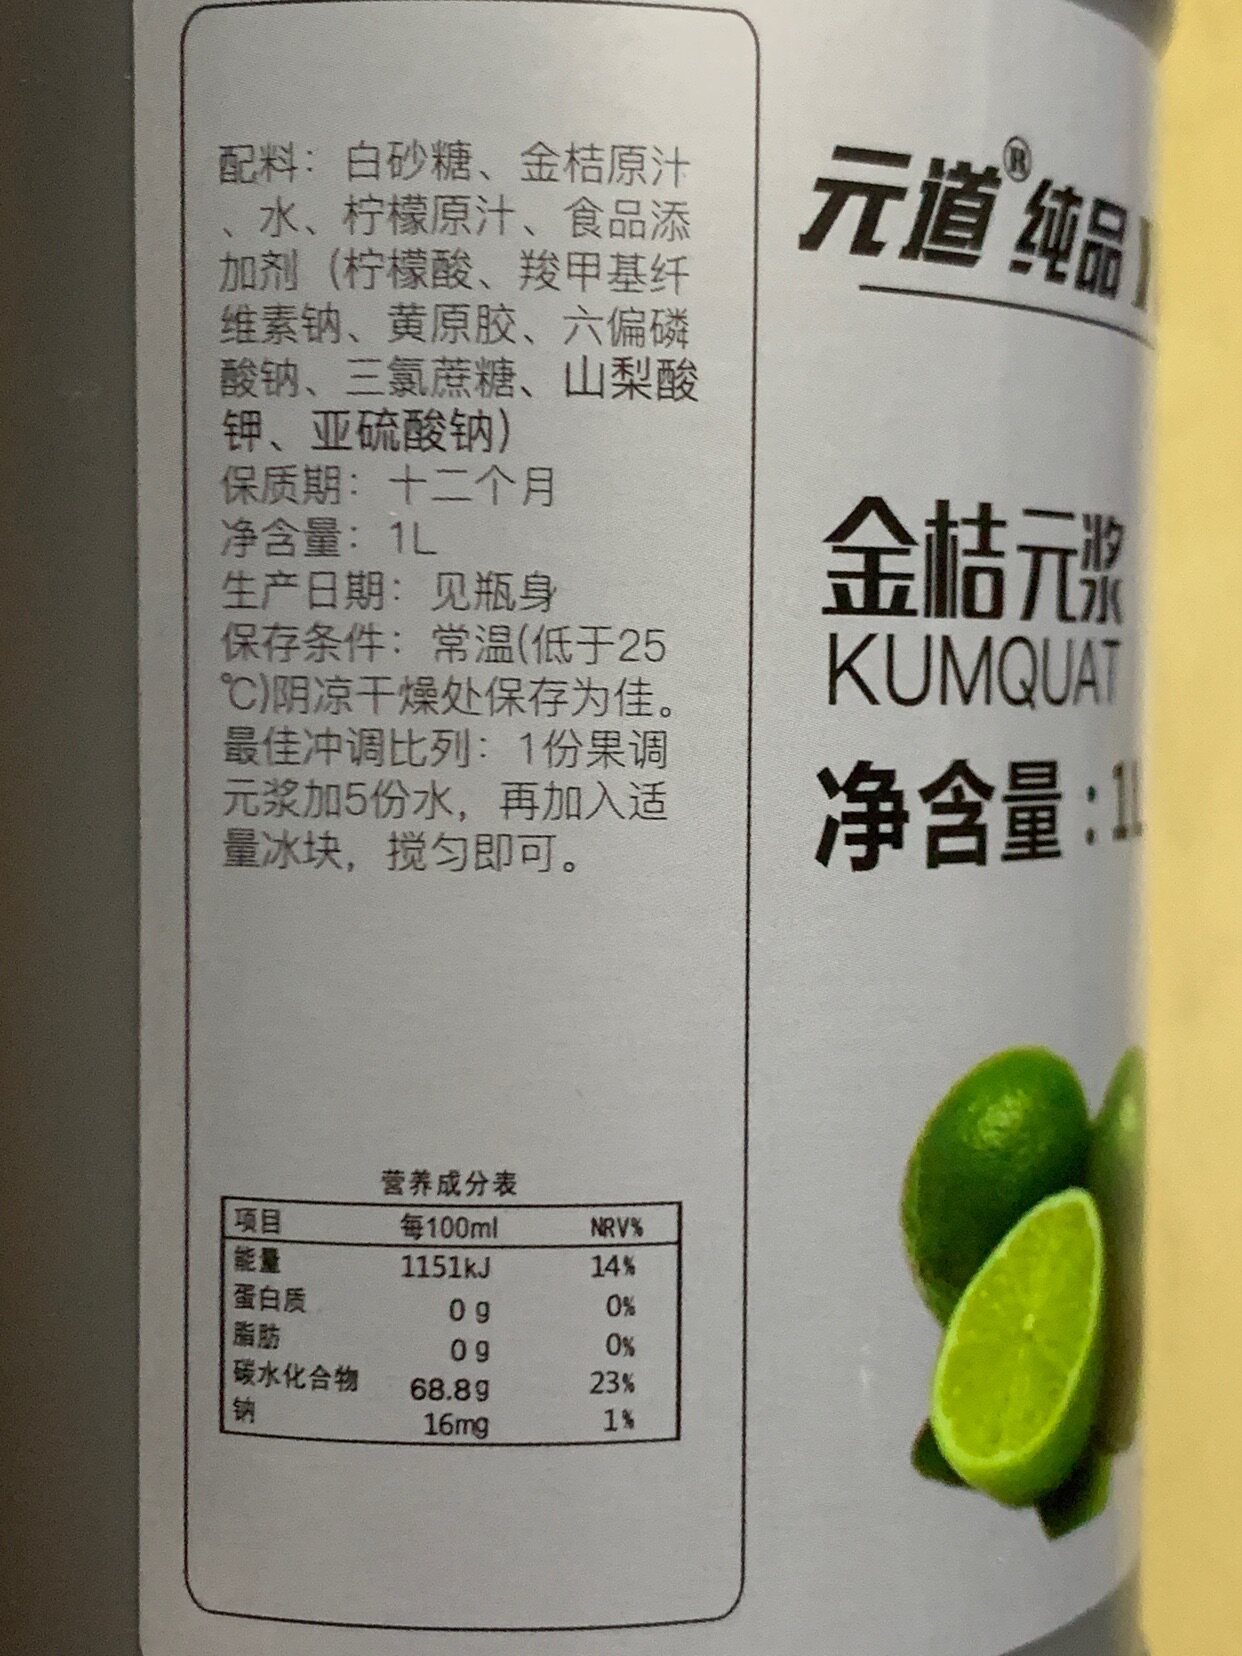 配料：白砂糖、金桔原汁
、水、柠檬原汁、食品添
加剂（柠檬酸、羧甲基纤
维素钠、黄原胶、六偏磷
酸钠、三氯蔗糖、山梨酸
钾、亚硫酸钠）
保质期：十二个月
净含量：1L
生产日期：见瓶身
保存条件：常温(低于25
℃)阴凉干燥处保存为佳。
最佳冲调比列：1份果调
元浆加5份水，再加入适
量冰块，搅匀即可。
营养成分表
项目 每100ml NRV%
能量 1151kJ 14%
蛋白质 0 g 0%
脂肪 0 g 0%
碳水化合物 68.8g 23%
钠 16mg 1%
元道® 纯品
金桔元浆
KUMQUAT
净含量:1L